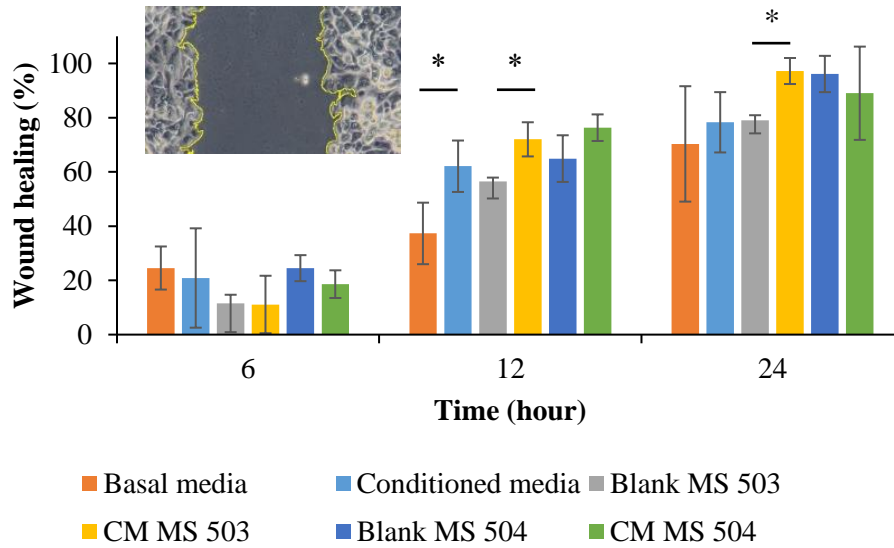 * * *
100
80
60
40
20
0
Wound healing (%)
6 12 24
Time (hour)
Basal media Conditioned media Blank MS 503
CM MS 503 Blank MS 504 CM MS 504